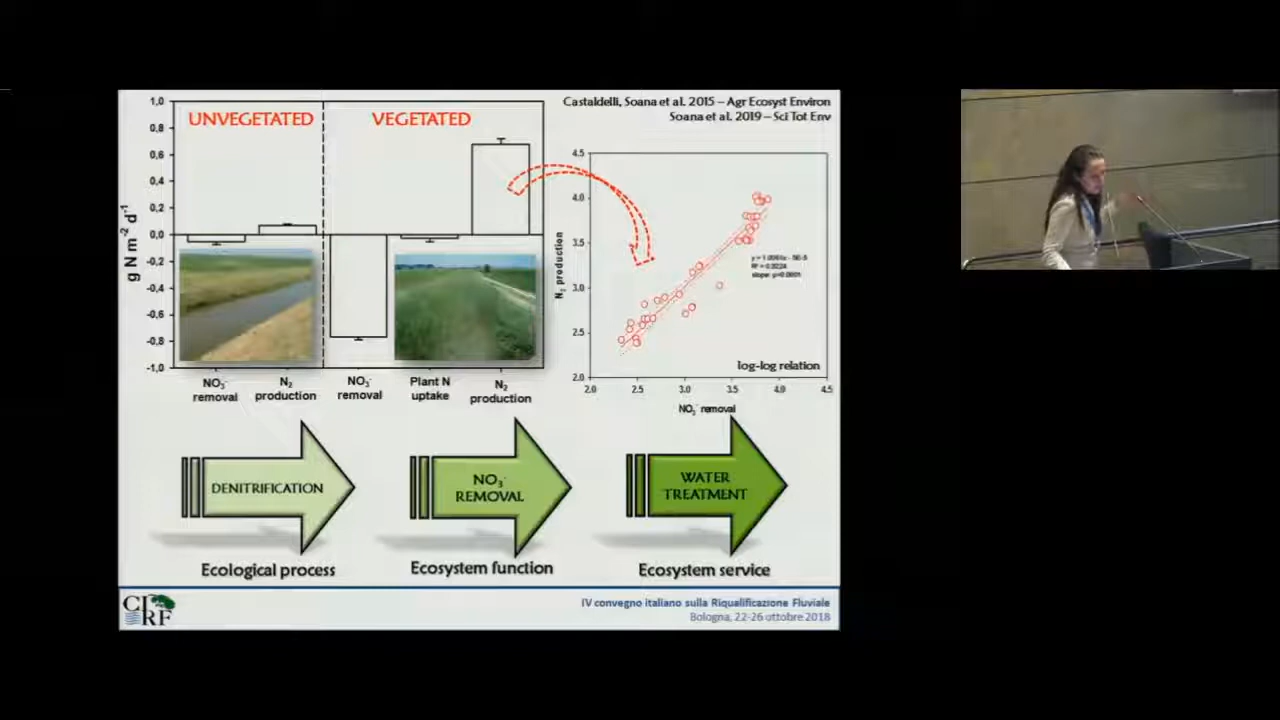 UNVEGETATED
VEGETATED
Castaldelli, Soana et al. 2015 – Agr Ecosyst Environ
Soana et al. 2019 – Sci Tot Env
1,0
0,8
0,6
0,4
0,2
0,0
-0,2
-0,4
-0,6
-0,8
-1,0
g N m⁻² d⁻¹
NO₃⁻ removal
N₂ production
NO₃⁻ removal
Plant N uptake
N₂ production
4.5
4.0
3.5
3.0
2.5
2.0
N₂ production
log-log relation
2.0 2.5 3.0 3.5 4.0 4.5
NO₃⁻ removal
DENITRIFICATION
NO₃⁻
REMOVAL
WATER
TREATMENT
Ecological process
Ecosystem function
Ecosystem service
CIRF
IV convegno italiano sulla Riqualificazione Fluviale
Bologna, 22-26 ottobre 2018